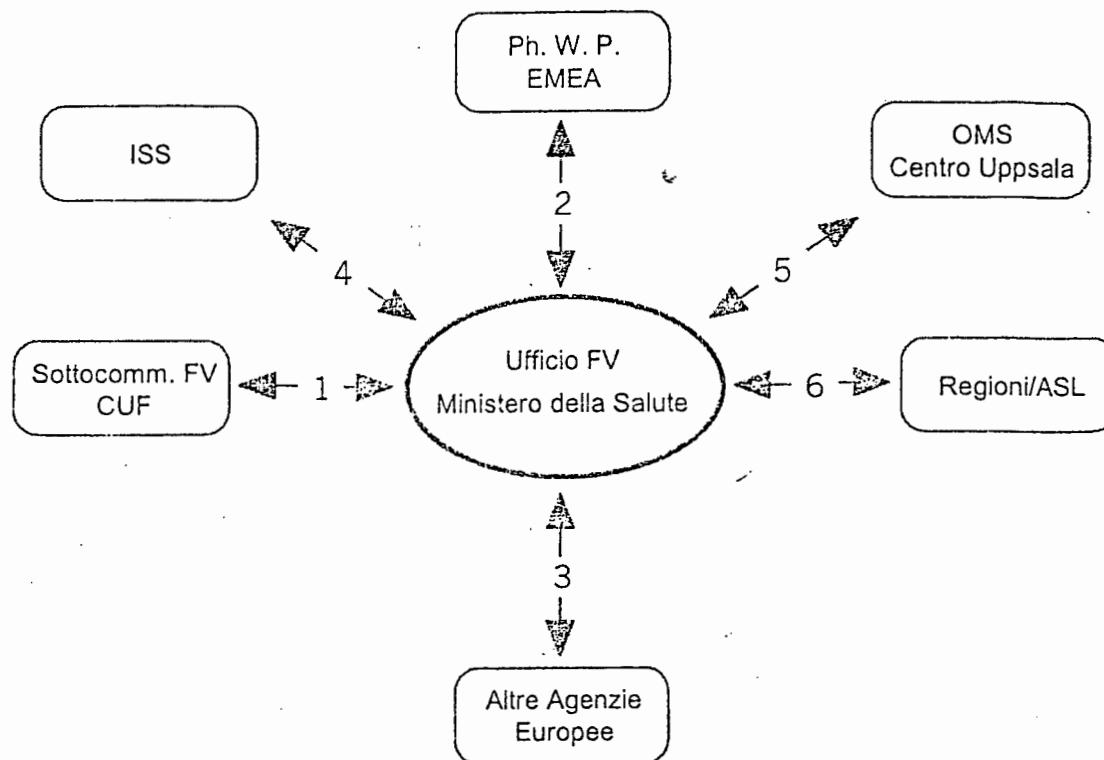 Ph. W. P.
EMEA
ISS
OMS
Centro Uppsala
2
4
5
Sottocomm. FV
CUF
1
Ufficio FV
Ministero della Salute
6
Regioni/ASL
3
Altre Agenzie
Europee